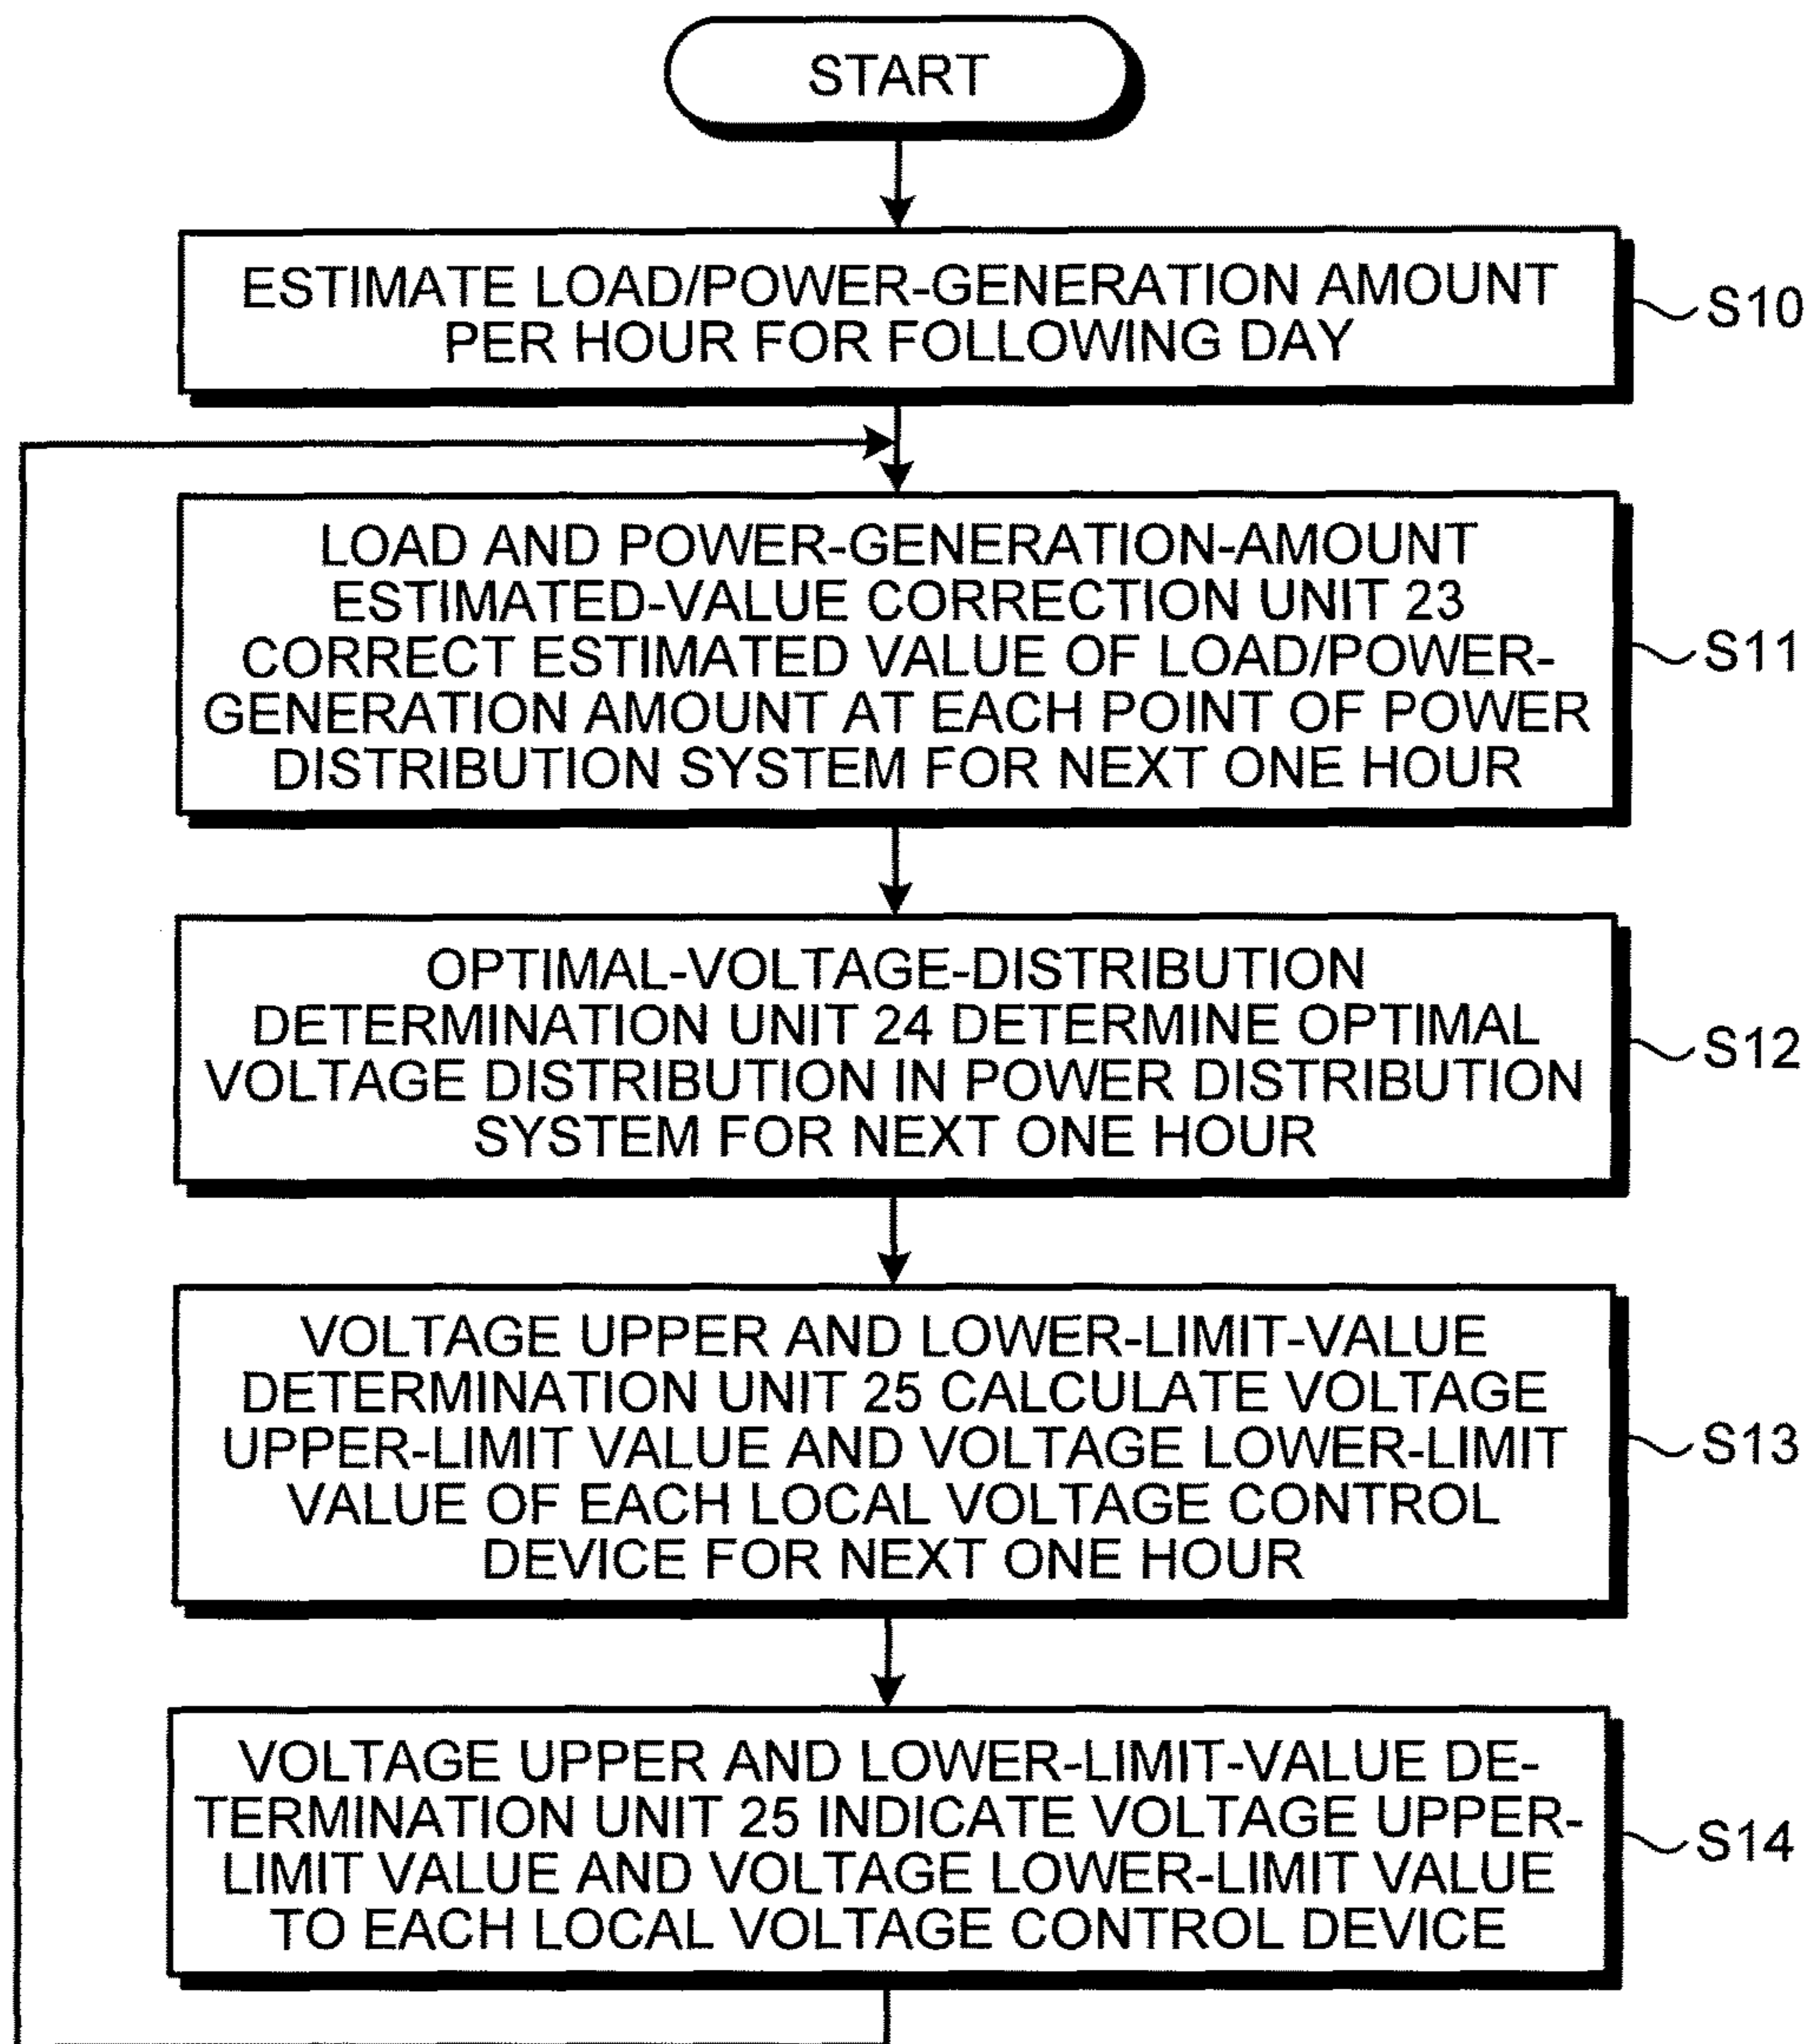 START
ESTIMATE LOAD/POWER-GENERATION AMOUNT
PER HOUR FOR FOLLOWING DAY
S10
LOAD AND POWER-GENERATION-AMOUNT
ESTIMATED-VALUE CORRECTION UNIT 23
CORRECT ESTIMATED VALUE OF LOAD/POWER-
GENERATION AMOUNT AT EACH POINT OF POWER
DISTRIBUTION SYSTEM FOR NEXT ONE HOUR
S11
OPTIMAL-VOLTAGE-DISTRIBUTION
DETERMINATION UNIT 24 DETERMINE OPTIMAL
VOLTAGE DISTRIBUTION IN POWER DISTRIBUTION
SYSTEM FOR NEXT ONE HOUR
S12
VOLTAGE UPPER AND LOWER-LIMIT-VALUE
DETERMINATION UNIT 25 CALCULATE VOLTAGE
UPPER-LIMIT VALUE AND VOLTAGE LOWER-LIMIT
VALUE OF EACH LOCAL VOLTAGE CONTROL
DEVICE FOR NEXT ONE HOUR
S13
VOLTAGE UPPER AND LOWER-LIMIT-VALUE DE-
TERMINATION UNIT 25 INDICATE VOLTAGE UPPER-
LIMIT VALUE AND VOLTAGE LOWER-LIMIT VALUE
TO EACH LOCAL VOLTAGE CONTROL DEVICE
S14